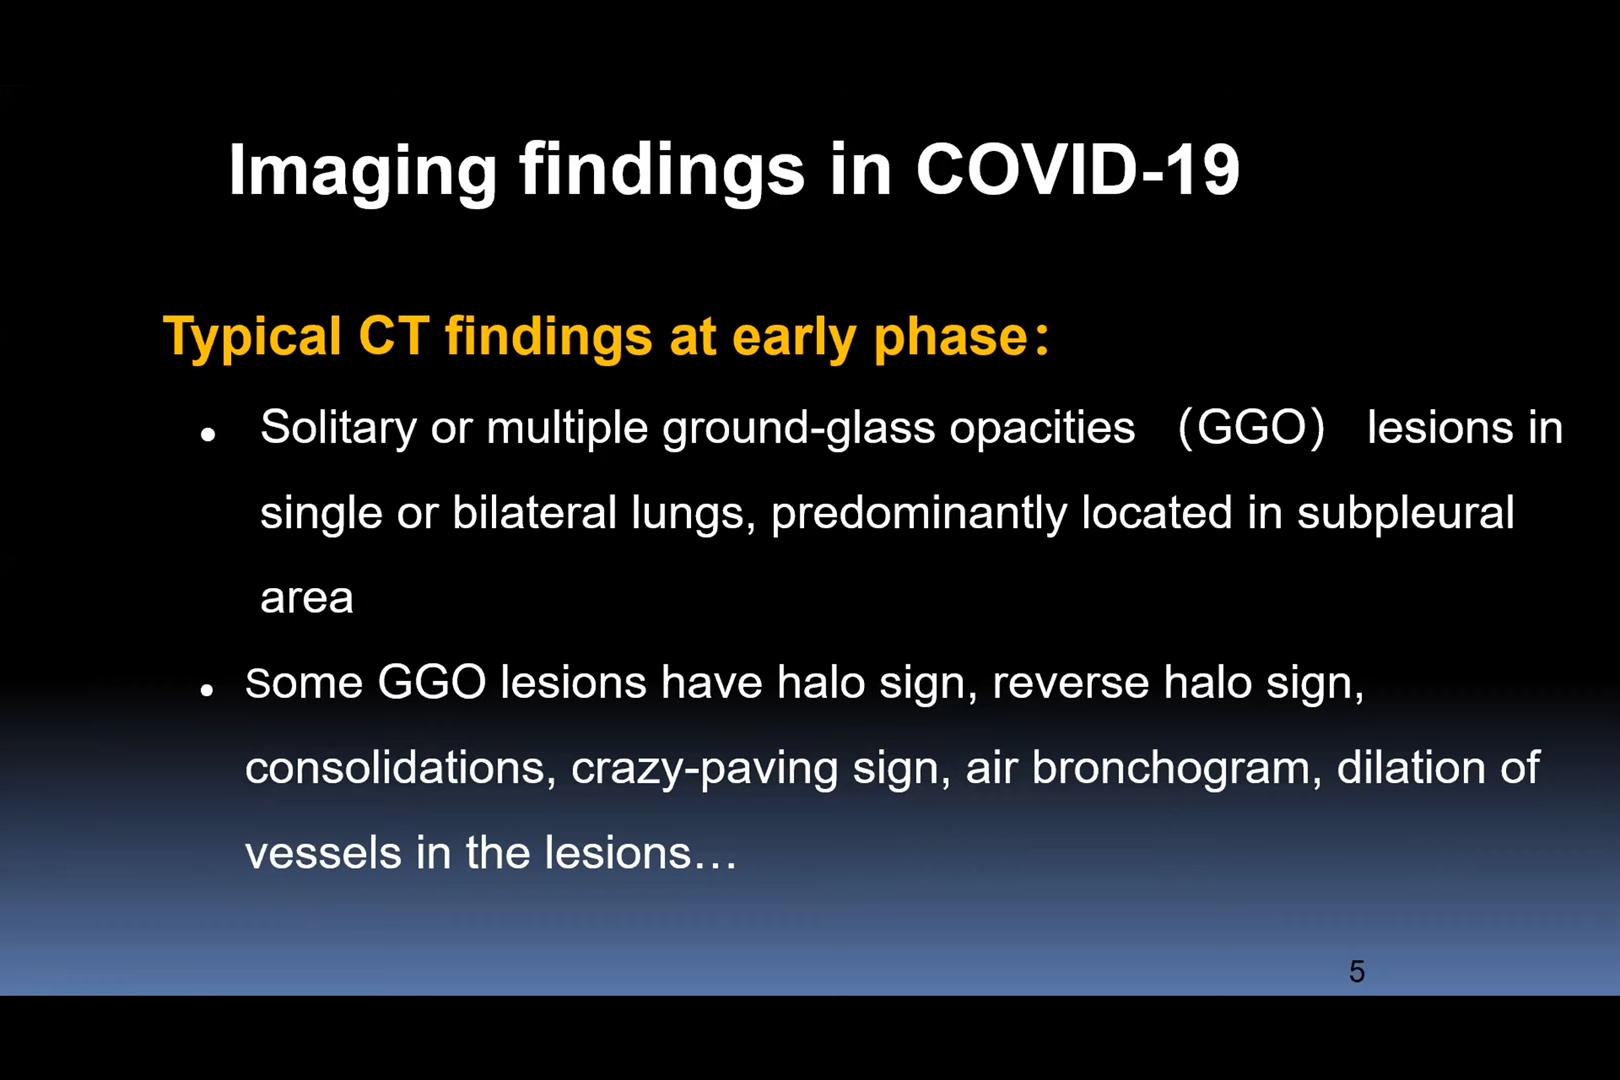 Imaging findings in COVID-19
Typical CT findings at early phase：
• Solitary or multiple ground-glass opacities （GGO） lesions in
single or bilateral lungs, predominantly located in subpleural
area
• Some GGO lesions have halo sign, reverse halo sign,
consolidations, crazy-paving sign, air bronchogram, dilation of
vessels in the lesions…
5